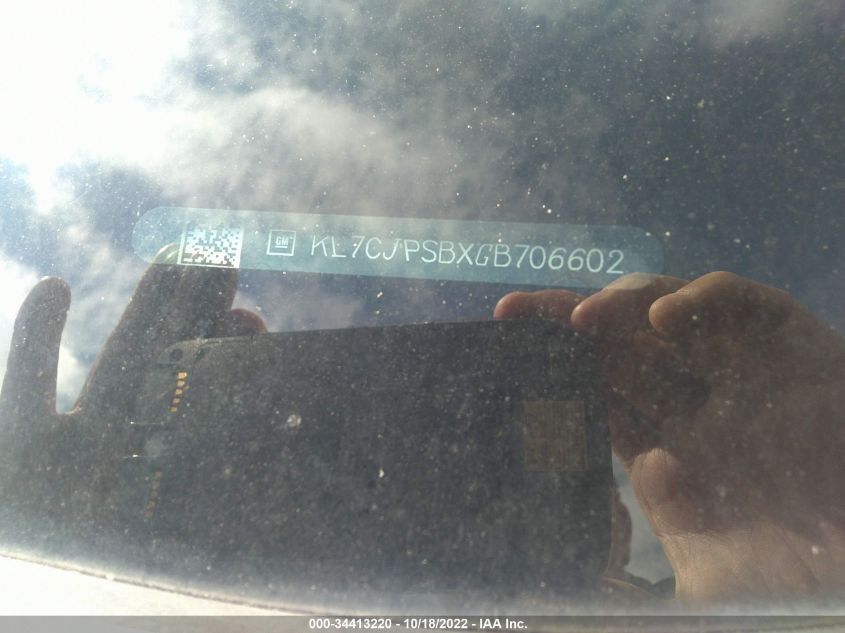 GM KL7CJPSBXGB706602
000-34413220 - 10/18/2022 - IAA Inc.